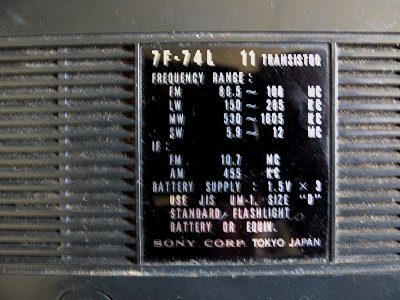 7F-74L 11 TRANSISTOR
FREQUENCY RANGE:
FM 86.5 ~ 108 MC
LW 150 ~ 285 KC
MW 530 ~ 1605 KC
SW 5.9 ~ 12 MC
IF:
FM 10.7 MC
AM 455 KC
BATTERY SUPPLY : 1.5V × 3
USE JIS UM-1, SIZE "D"
STANDARD FLASHLIGHT
BATTERY OR EQUIV.
SONY CORP. TOKYO JAPAN